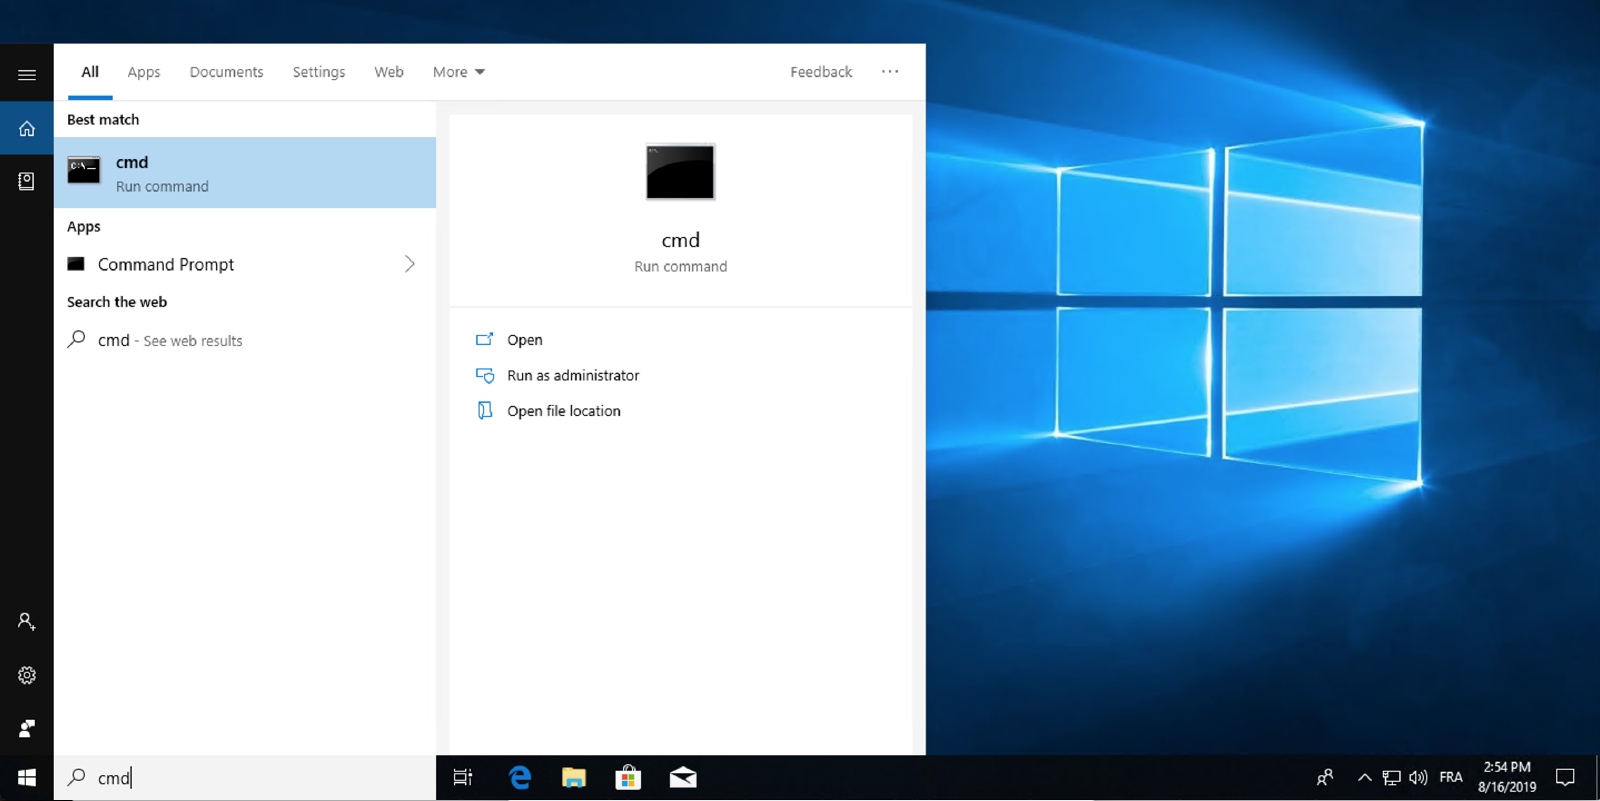 All Apps Documents Settings Web More Feedback ...
Best match
cmd
Run command
Apps
Command Prompt
Search the web
cmd - See web results
cmd
Run command
Open
Run as administrator
Open file location
cmd
FRA
2:54 PM
8/16/2019